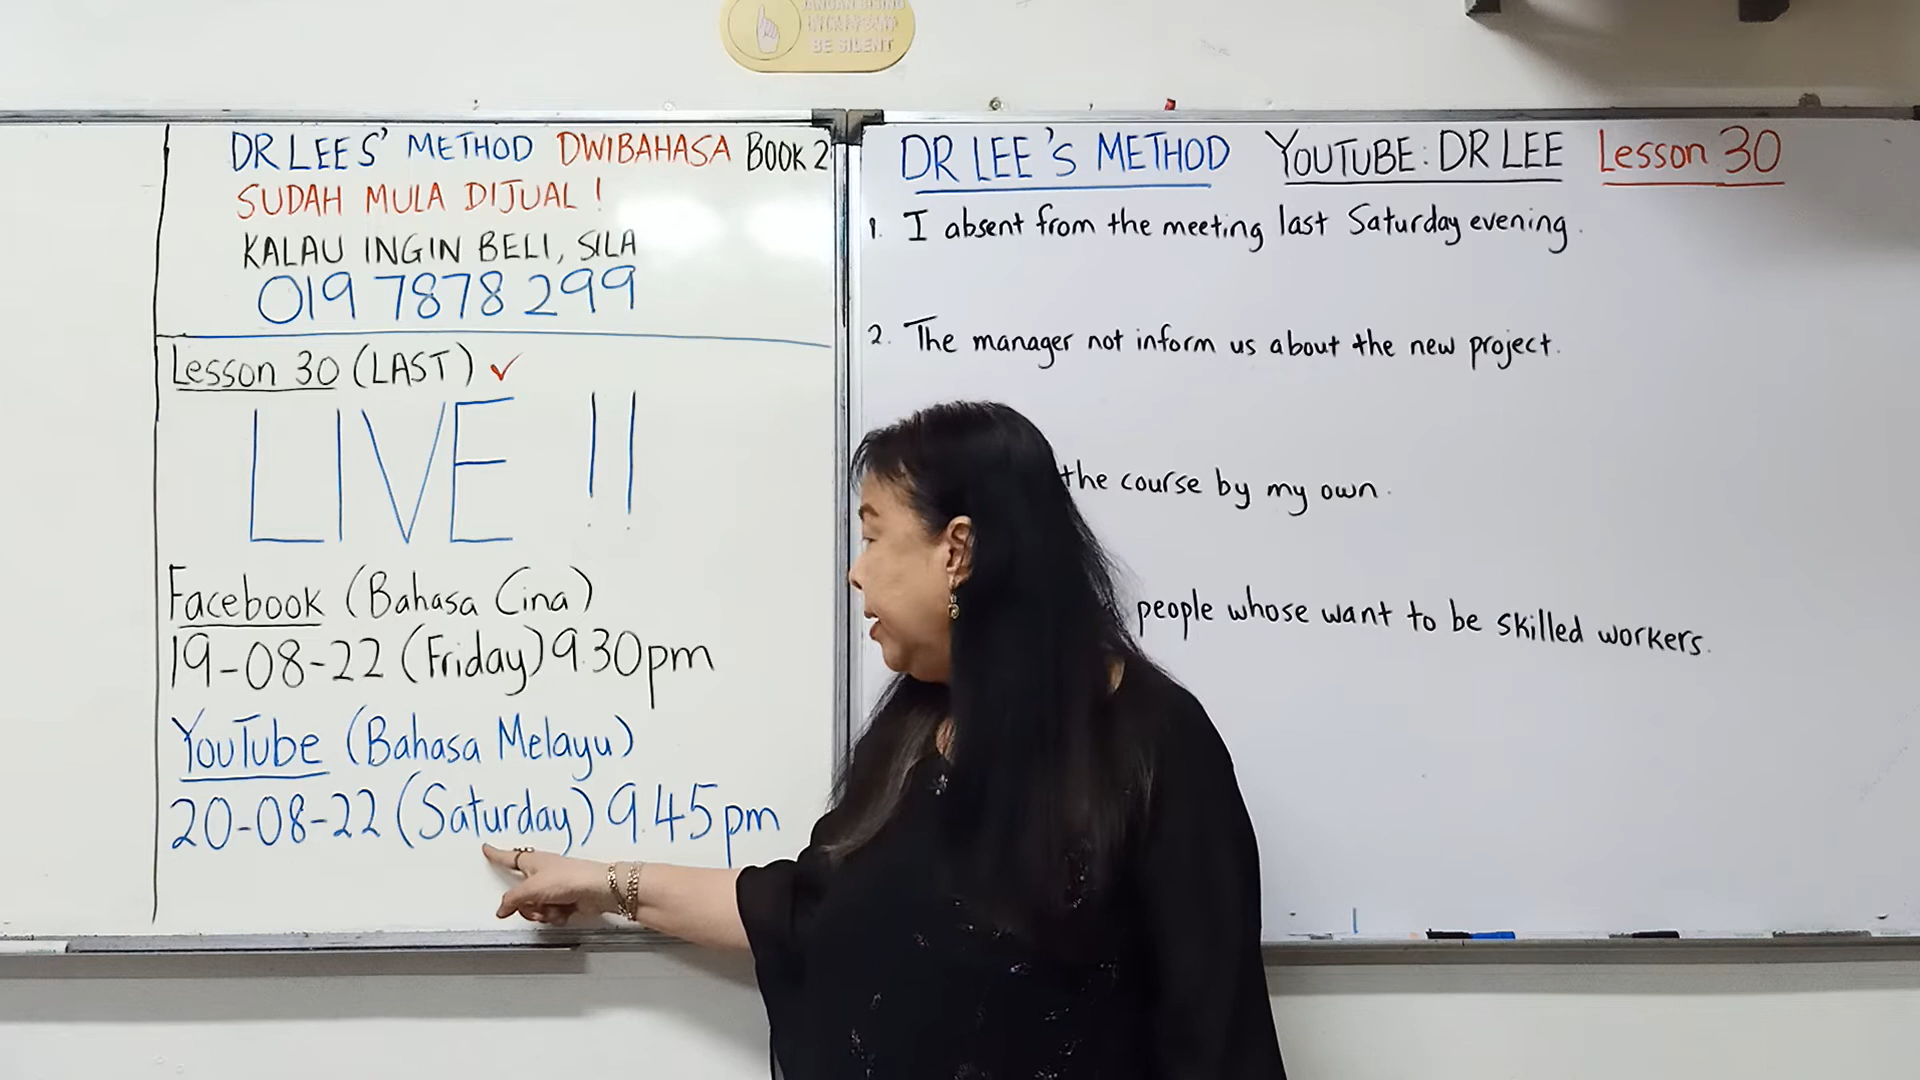 BE SILENT
DR LEES' METHOD DWIBAHASA BOOK 2
SUDAH MULA DIJUAL !
KALAU INGIN BELI, SILA
019 7878 299
Lesson 30 (LAST) ✓
LIVE !!
Facebook (Bahasa Cina)
19-08-22 (Friday) 9.30pm
YouTube (Bahasa Melayu)
20-08-22 (Saturday) 9.45pm
DR LEE'S METHOD YOUTUBE: DR LEE Lesson 30
1. I absent from the meeting last Saturday evening.
2. The manager not inform us about the new project.
the course by my own.
people whose want to be skilled workers.